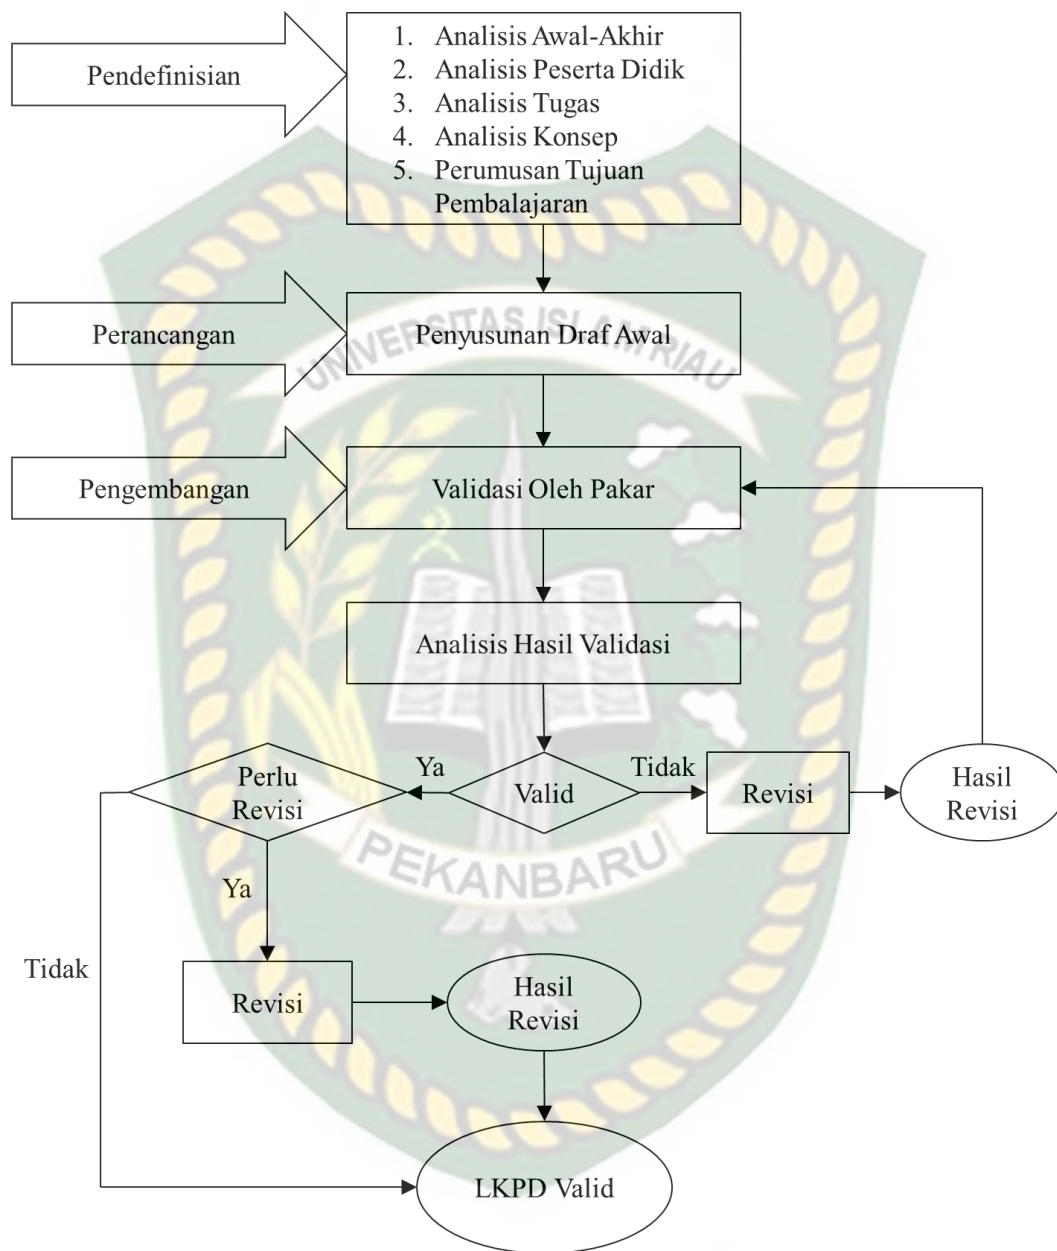 Pendefinisian
1. Analisis Awal-Akhir
2. Analisis Peserta Didik
3. Analisis Tugas
4. Analisis Konsep
5. Perumusan Tujuan
Pembalajaran
Perancangan
Penyusunan Draf Awal
UNIVERSITAS ISLAM RIAU
Pengembangan
Validasi Oleh Pakar
Analisis Hasil Validasi
Perlu
Revisi
Ya
Valid
Tidak
Revisi
Hasil
Revisi
PEKANBARU
Ya
Tidak
Revisi
Hasil
Revisi
LKPD Valid